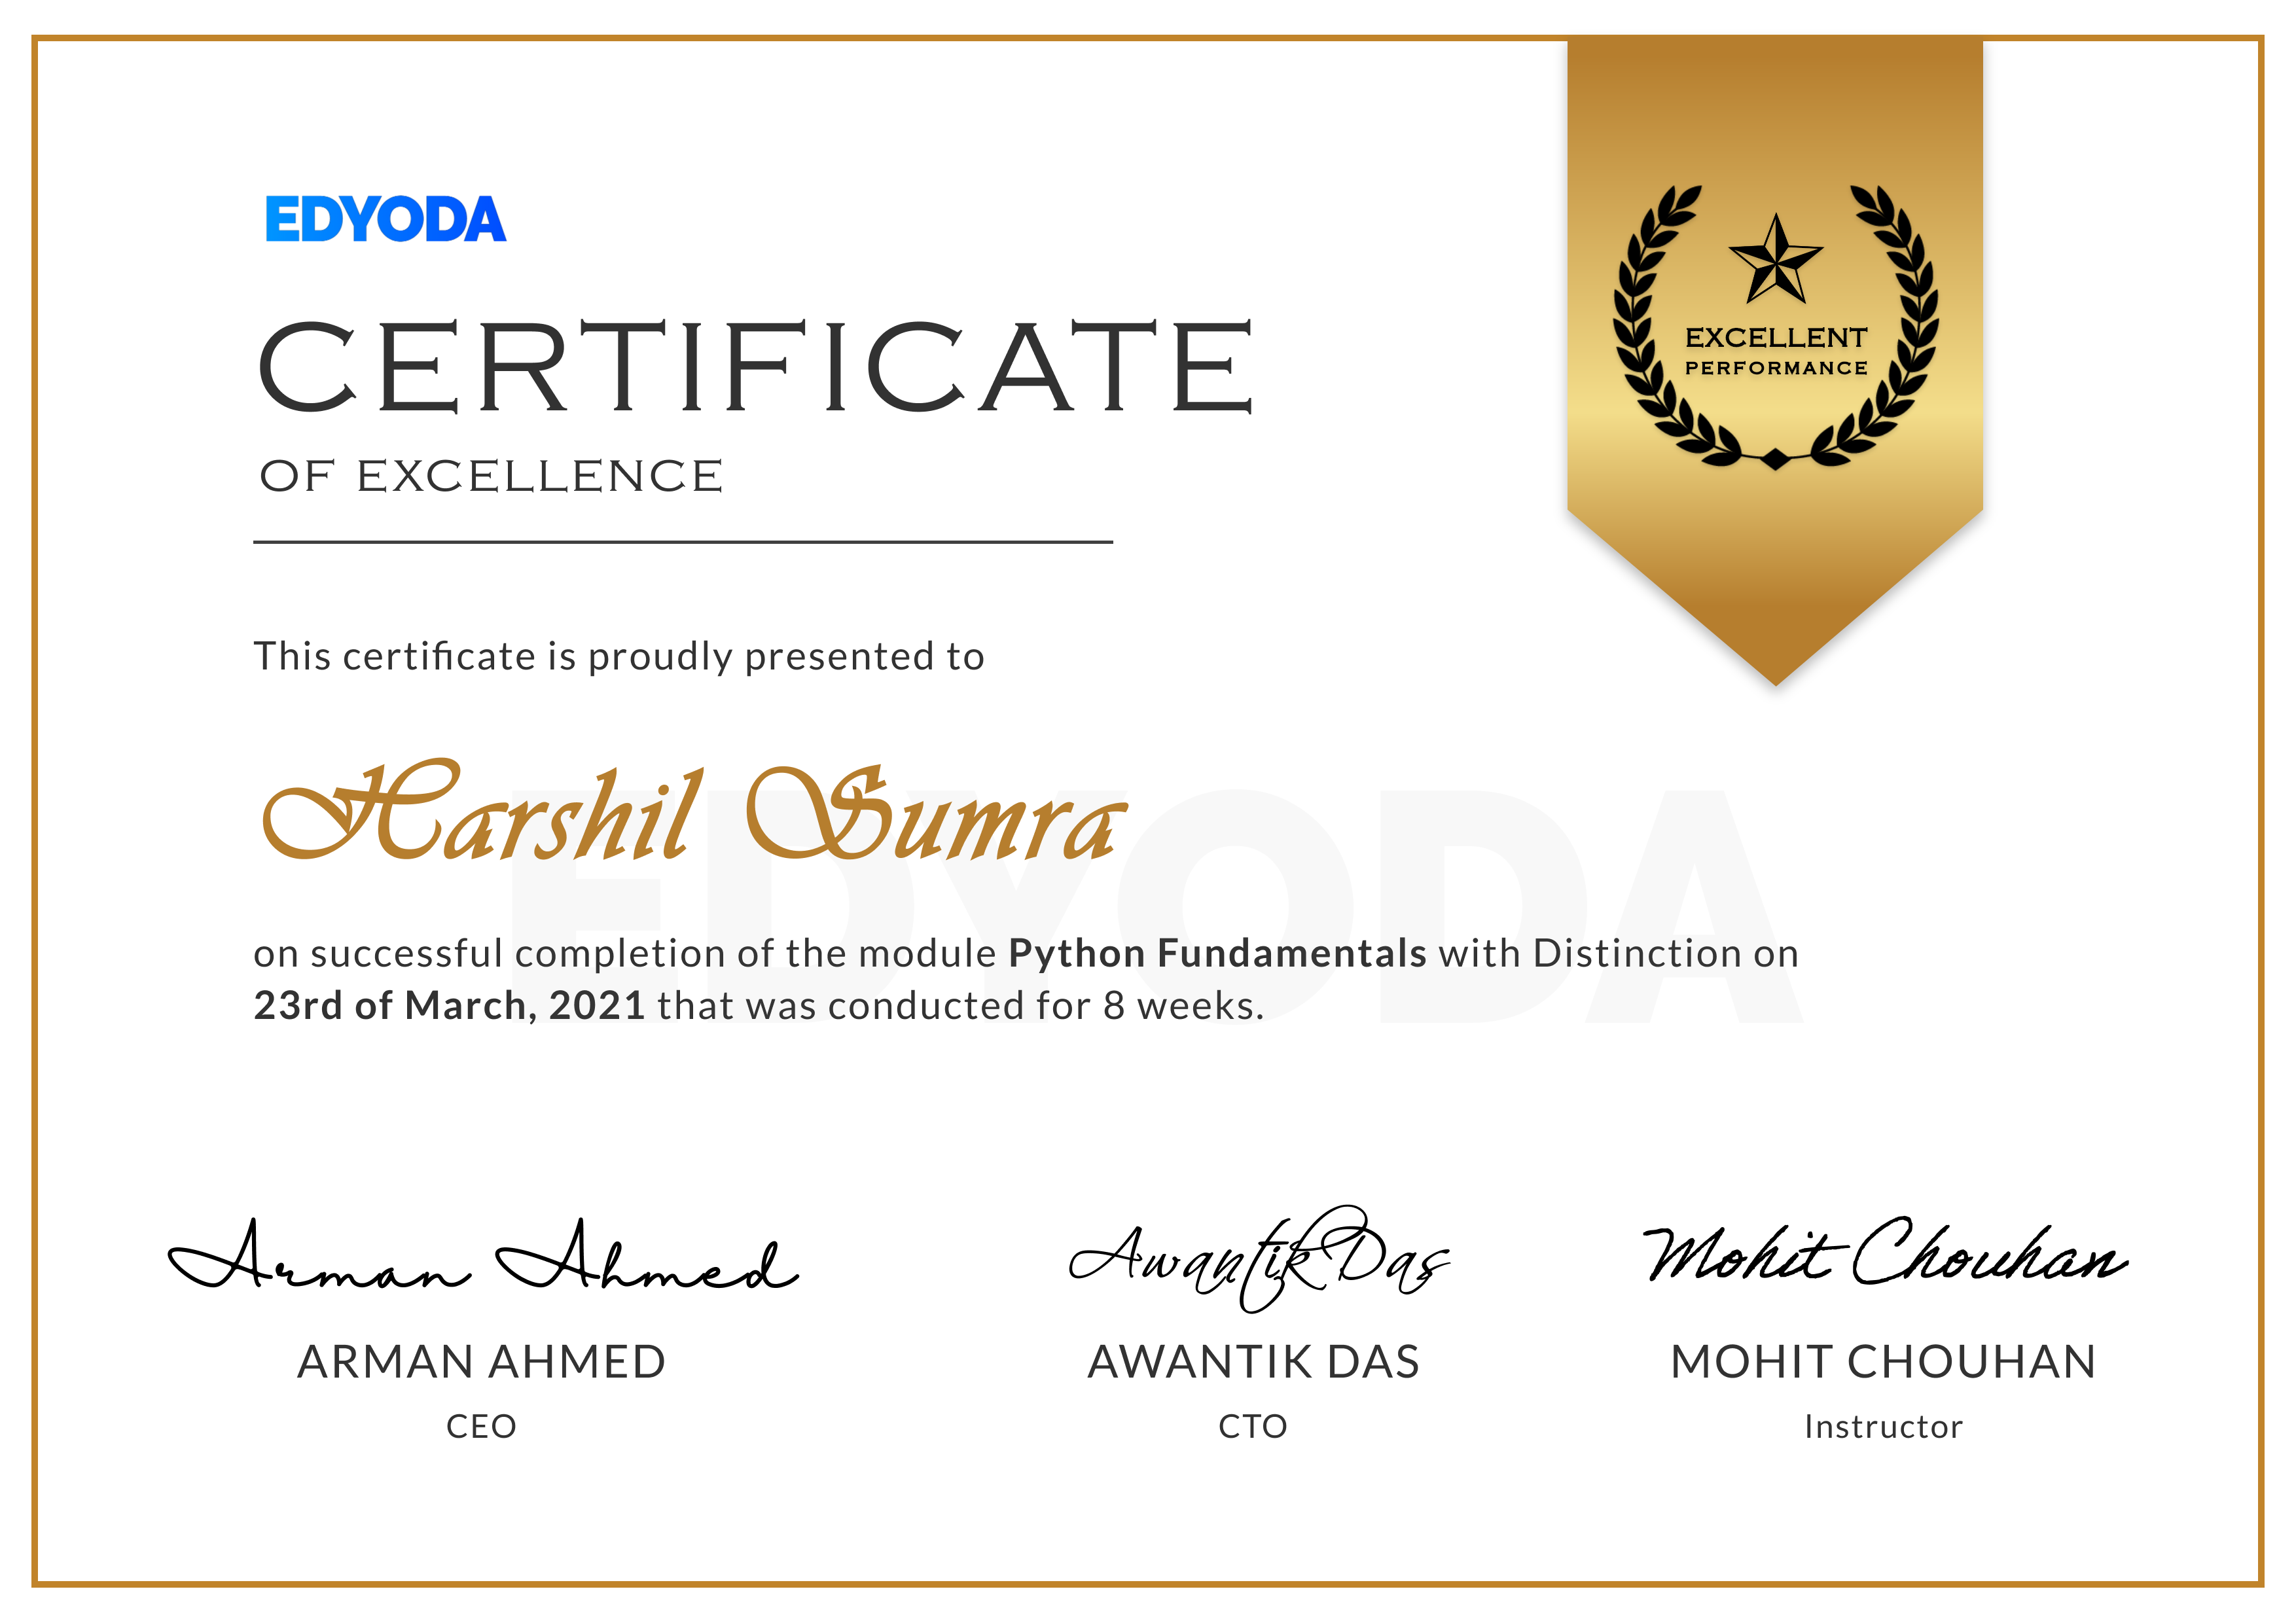 EDYODA
CERTIFICATE
OF EXCELLENCE
EXCELLENT
PERFORMANCE
This certificate is proudly presented to
Harshil Sumra
EDYODA
on successful completion of the module Python Fundamentals with Distinction on
23rd of March, 2021 that was conducted for 8 weeks.
Arman Ahmed
Awantik Das
Mohit Chouhan
ARMAN AHMED
AWANTIK DAS
MOHIT CHOUHAN
CEO
CTO
Instructor